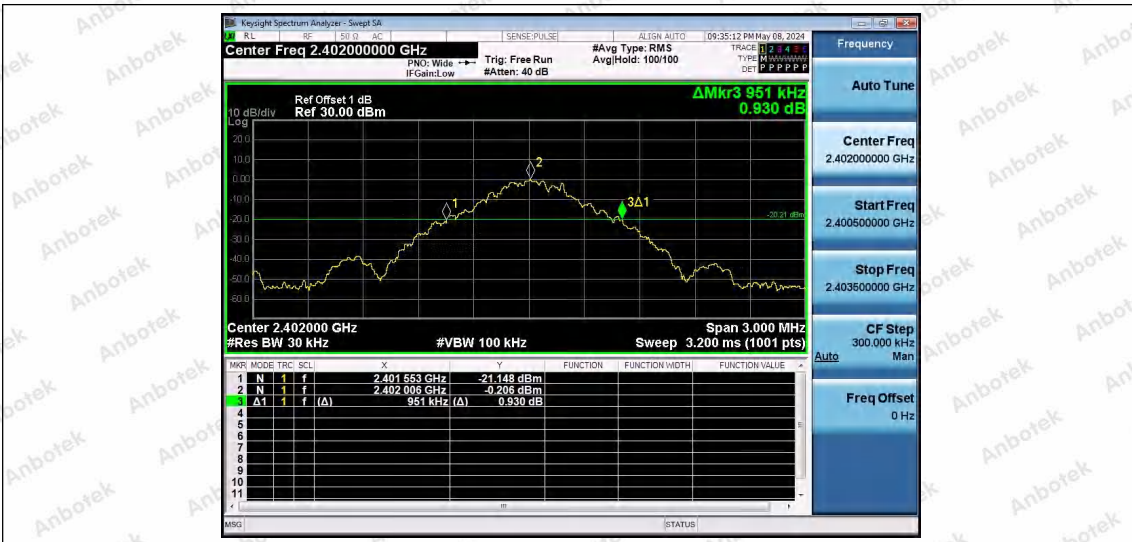 Keysight Spectrum Analyzer - Swept SA
RL RF 50 Ω AC SENSE:PULSE ALIGN AUTO 09:35:12 PM May 08, 2024
Center Freq 2.402000000 GHz
PNO: Wide
IFGain:Low
Trig: Free Run
#Atten: 40 dB
#Avg Type: RMS
Avg|Hold: 100/100
TRACE 1 2 3 4 5 6
TYPE M
DET P P P P P P
Frequency
ΔMkr3 951 kHz
0.930 dB
Ref Offset 1 dB
10 dB/div Ref 30.00 dBm
Log
20.0
10.0
0.00
-10.0
-20.0
-30.0
-40.0
-50.0
-60.0
1
2
3Δ1
-20.21 dBm
Center 2.402000 GHz Span 3.000 MHz
#Res BW 30 kHz #VBW 100 kHz Sweep 3.200 ms (1001 pts)
MKR MODE TRC SCL X Y FUNCTION FUNCTION WIDTH FUNCTION VALUE
1 N 1 f 2.401 553 GHz -21.148 dBm
2 N 1 f 2.402 006 GHz -0.206 dBm
3 Δ1 1 f (Δ) 951 kHz (Δ) 0.930 dB
4
5
6
7
8
9
10
11
MSG STATUS
Auto Tune
Center Freq
2.402000000 GHz
Start Freq
2.400500000 GHz
Stop Freq
2.403500000 GHz
CF Step
300.000 kHz
Auto Man
Freq Offset
0 Hz
Anbotek